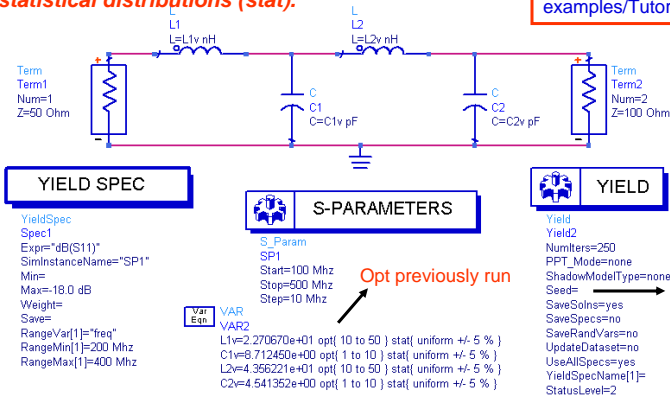 statistical distributions (stat).
examples/Tutor
L
L1
L=L1v nH
L
L2
L=L2v nH
Term
Term1
Num=1
Z=50 Ohm
C
C1
C=C1v pF
C
C2
C=C2v pF
Term
Term2
Num=2
Z=100 Ohm
YIELD SPEC
YieldSpec
Spec1
Expr="dB(S11)"
SimInstanceName="SP1"
Min=
Max=-18.0 dB
Weight=
Save=
RangeVar[1]="freq"
RangeMin[1]=200 Mhz
RangeMax[1]=400 Mhz
S-PARAMETERS
S_Param
SP1
Start=100 Mhz
Stop=500 Mhz
Step=10 Mhz
Opt previously run
Var
Eqn
VAR
VAR2
L1v=2.270670e+01 opt{ 10 to 50 } stat{ uniform +/- 5 % }
C1v=8.712450e+00 opt{ 1 to 10 } stat{ uniform +/- 5 % }
L2v=4.356221e+01 opt{ 10 to 50 } stat{ uniform +/- 5 % }
C2v=4.541352e+00 opt{ 1 to 10 } stat{ uniform +/- 5 % }
YIELD
Yield
Yield2
NumIters=250
PPT_Mode=none
ShadowModelType=none
Seed=
SaveSolns=yes
SaveSpecs=no
SaveRandVars=no
UpdateDataset=no
UseAllSpecs=yes
YieldSpecName[1]=
StatusLevel=2